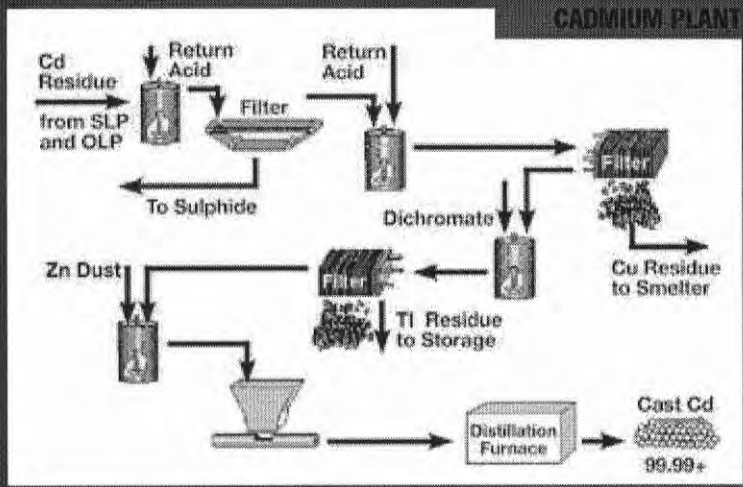 CADMIUM PLANT
Cd
Residue
from SLP
and OLP
Return
Acid
Filter
To Sulphide
Return
Acid
Filter
Cu Residue
to Smelter
Dichromate
Filter
Tl Residue
to Storage
Zn Dust
Distillation
Furnace
Cast Cd
99.99+